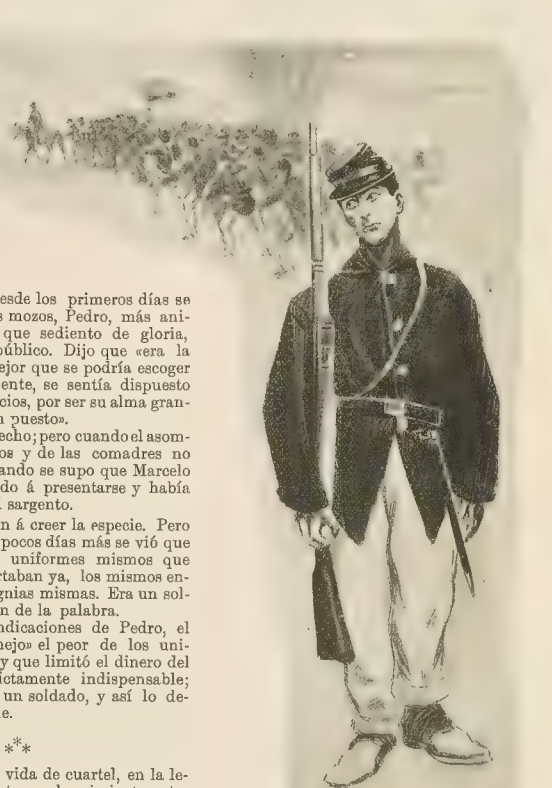 esde los primeros días se
s mozos, Pedro, más ani-
que sediento de gloria,
público. Dijo que «era la
ejor que se podría escoger
ente, se sentía dispuesto
cios, por ser su alma gran-
n puesto».
echo; pero cuando el asom-
os y de las comadres no
ando se supo que Marcelo
do á presentarse y había
sargento.
n á creer la especie. Pero
pocos días más se vió que
uniformes mismos que
rtaban ya, los mismos en-
gnias mismas. Era un sol-
n de la palabra.
ndicaciones de Pedro, el
nejo» el peor de los uni-
y que limitó el dinero del
ictamente indispensable;
un soldado, y así lo de-
e.
***
vida de cuartel, en la le-